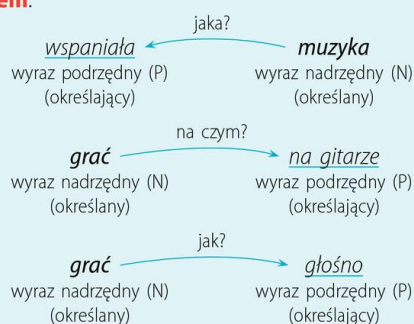 em.
jaka?
wspaniała muzyka
wyraz podrzędny (P) wyraz nadrzędny (N)
(określający) (określany)
na czym?
grać na gitarze
wyraz nadrzędny (N) wyraz podrzędny (P)
(określany) (określający)
jak?
grać głośno
wyraz nadrzędny (N) wyraz podrzędny (P)
(określany) (określający)